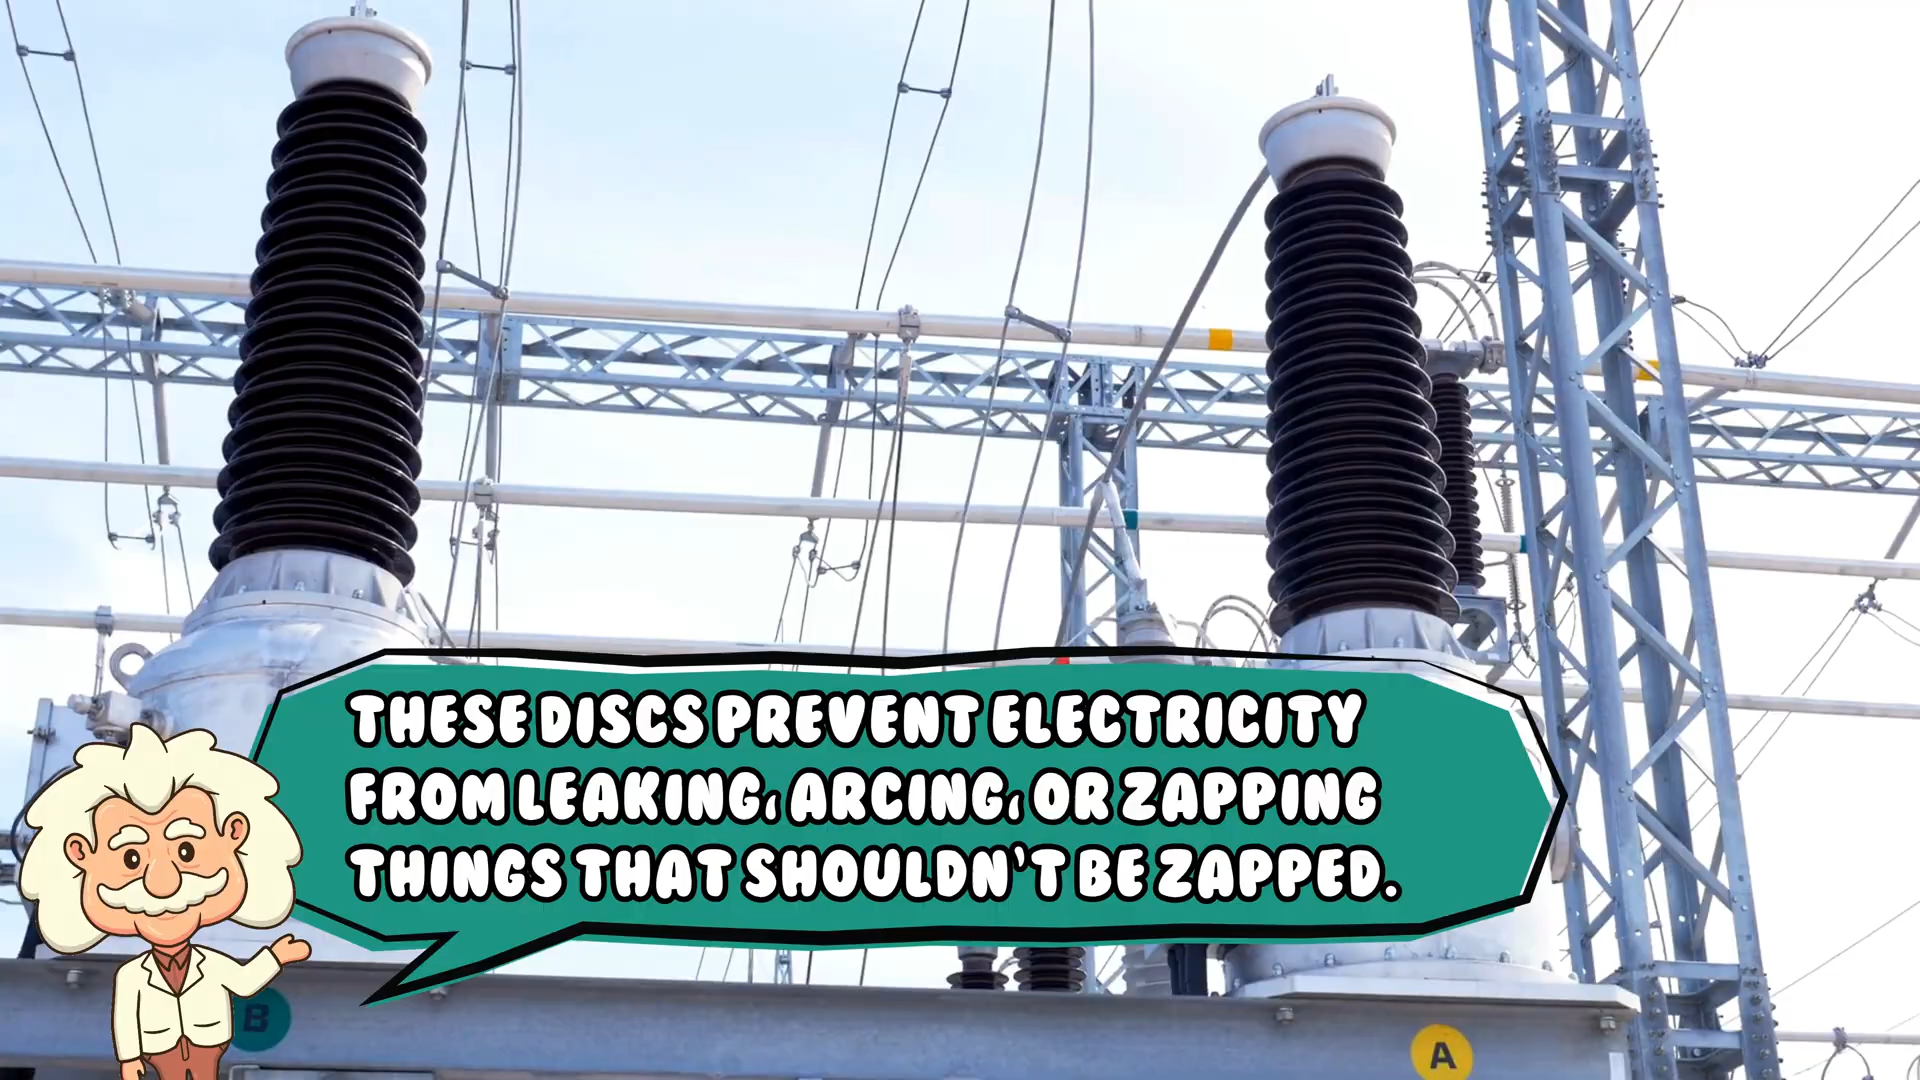 THESE DISCS PREVENT ELECTRICITY
FROM LEAKING, ARCING, OR ZAPPING
THINGS THAT SHOULDN'T BE ZAPPED.
B
A